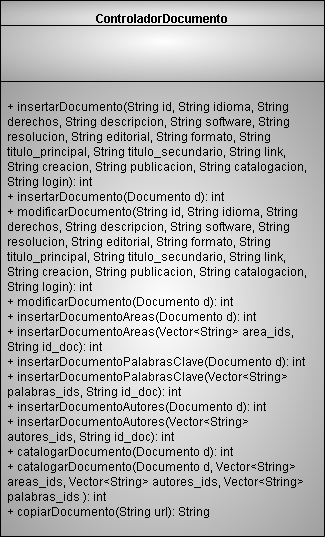 ControladorDocumento
+ insertarDocumento(String id, String idioma, String
derechos, String descripcion, String software, String
resolucion, String editorial, String formato, String
titulo_principal, String titulo_secundario, String link,
String creacion, String publicacion, String catalogacion,
String login): int
+ insertarDocumento(Documento d): int
+ modificarDocumento(String id, String idioma, String
derechos, String descripcion, String software, String
resolucion, String editorial, String formato, String
titulo_principal, String titulo_secundario, String link,
String creacion, String publicacion, String catalogacion,
String login): int
+ modificarDocumento(Documento d): int
+ insertarDocumentoAreas(Documento d): int
+ insertarDocumentoAreas(Vector<String> area_ids,
String id_doc): int
+ insertarDocumentoPalabrasClave(Documento d): int
+ insertarDocumentoPalabrasClave(Vector<String>
palabras_ids, String id_doc): int
+ insertarDocumentoAutores(Documento d): int
+ insertarDocumentoAutores(Vector<String>
autores_ids, String id_doc): int
+ catalogarDocumento(Documento d): int
+ catalogarDocumento(Documento d, Vector<String>
areas_ids, Vector<String> autores_ids, Vector<String>
palabras_ids ): int
+ copiarDocumento(String url): String